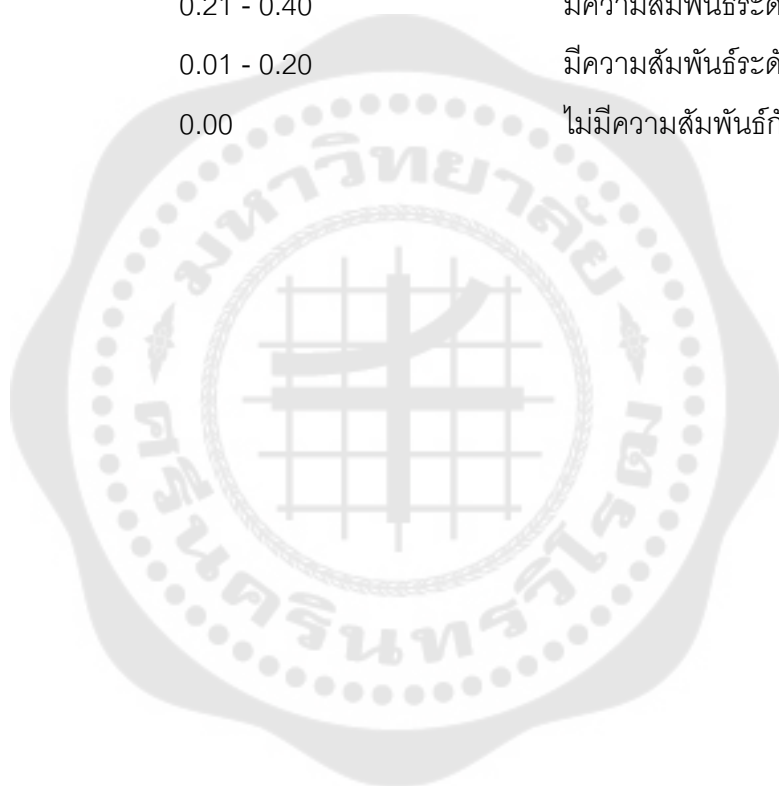 0.21 - 0.40 มีความสัมพันธ์
0.01 - 0.20 มีความสัมพันธ์
0.00 ไม่มีความสัมพันธ์
มหาวิทยาลัย
ศรีนครินทรวิโรฒ